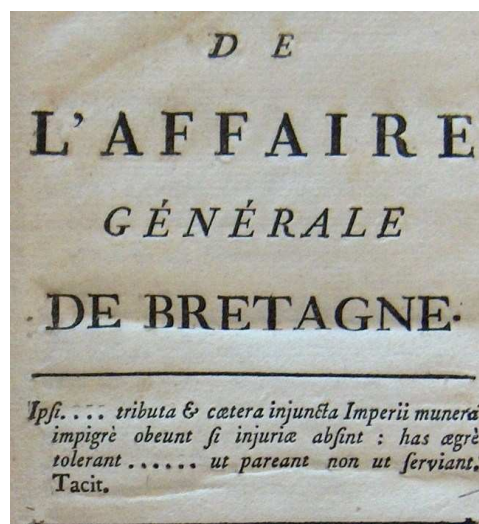 DE
L'AFFAIRE
GÉNÉRALE
DE BRETAGNE.
Ipſi.... tributa & cætera injuncta Imperii munera
impigrè obeunt ſi injuriæ abſint : has ægrè
tolerant ...... ut pareant non ut ſerviant.
Tacit.